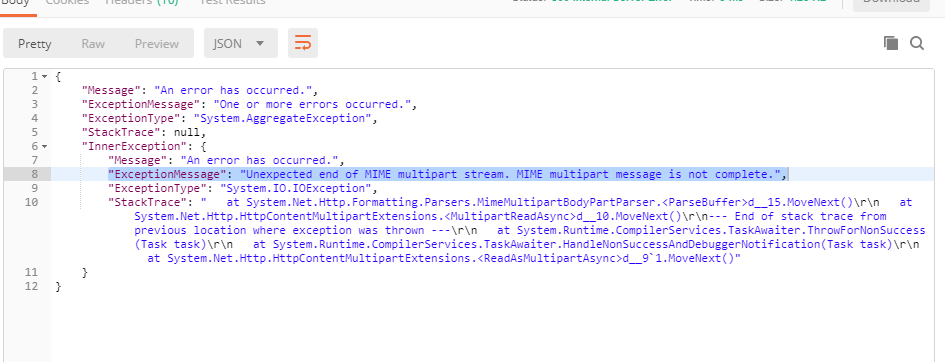 Body Cookies Headers (10) Test Results Status: 500 Internal Server Error Download
Pretty Raw Preview JSON
1 {
2 "Message": "An error has occurred.",
3 "ExceptionMessage": "One or more errors occurred.",
4 "ExceptionType": "System.AggregateException",
5 "StackTrace": null,
6 "InnerException": {
7 "Message": "An error has occurred.",
8 "ExceptionMessage": "Unexpected end of MIME multipart stream. MIME multipart message is not complete.",
9 "ExceptionType": "System.IO.IOException",
10 "StackTrace": "   at System.Net.Http.Formatting.Parsers.MimeMultipartBodyPartParser.<ParseBuffer>d__15.MoveNext()\r\n   at
System.Net.Http.HttpContentMultipartExtensions.<MultipartReadAsync>d__10.MoveNext()\r\n--- End of stack trace from
previous location where exception was thrown ---\r\n   at System.Runtime.CompilerServices.TaskAwaiter.ThrowForNonSuccess
(Task task)\r\n   at System.Runtime.CompilerServices.TaskAwaiter.HandleNonSuccessAndDebuggerNotification(Task task)\r\n
at System.Net.Http.HttpContentMultipartExtensions.<ReadAsMultipartAsync>d__9`1.MoveNext()"
11 }
12 }